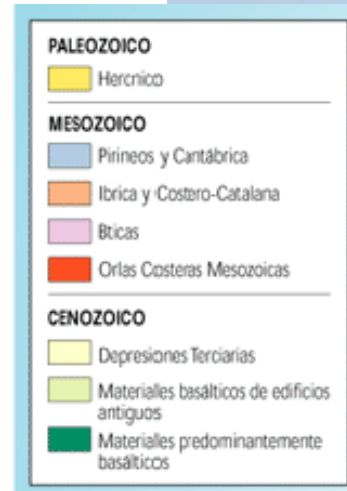 PALEOZOICO
Hercnico
MESOZOICO
Pirineos y Cantábrica
Ibrica y Costero-Catalana
Bticas
Orlas Costeras Mesozoicas
CENOZOICO
Depresiones Terciarias
Materiales basálticos de edificios
antiguos
Materiales predominantemente
basálticos